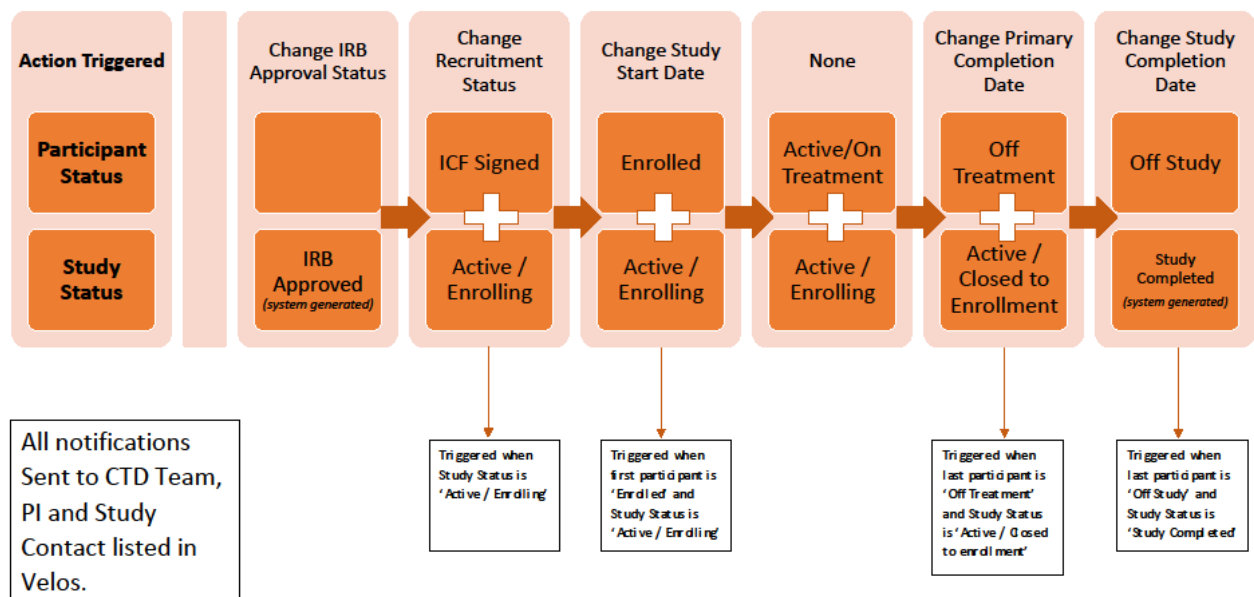 Action Triggered
Change IRB
Approval Status
Change
Recruitment
Status
Change Study
Start Date
None
Change Primary
Completion
Date
Change Study
Completion
Date
Participant
Status
ICF Signed
Enrolled
Active/On
Treatment
Off
Treatment
Off Study
Study
Status
IRB
Approved
(system generated)
Active /
Enrolling
Active /
Enrolling
Active /
Enrolling
Active /
Closed to
Enrollment
Study
Completed
(system generated)
All notifications
Sent to CTD Team,
PI and Study
Contact listed in
Velos.
Triggered when
Study Status is
‘Active / Enrolling’
Triggered when
first participant is
‘Enrolled’ and
Study Status is
‘Active / Enrolling’
Triggered when
last participant is
‘Off Treatment’
and Study Status
is ‘Active / Closed
to enrollment’
Triggered when
last participant is
‘Off Study’ and
Study Status is
‘Study Completed’